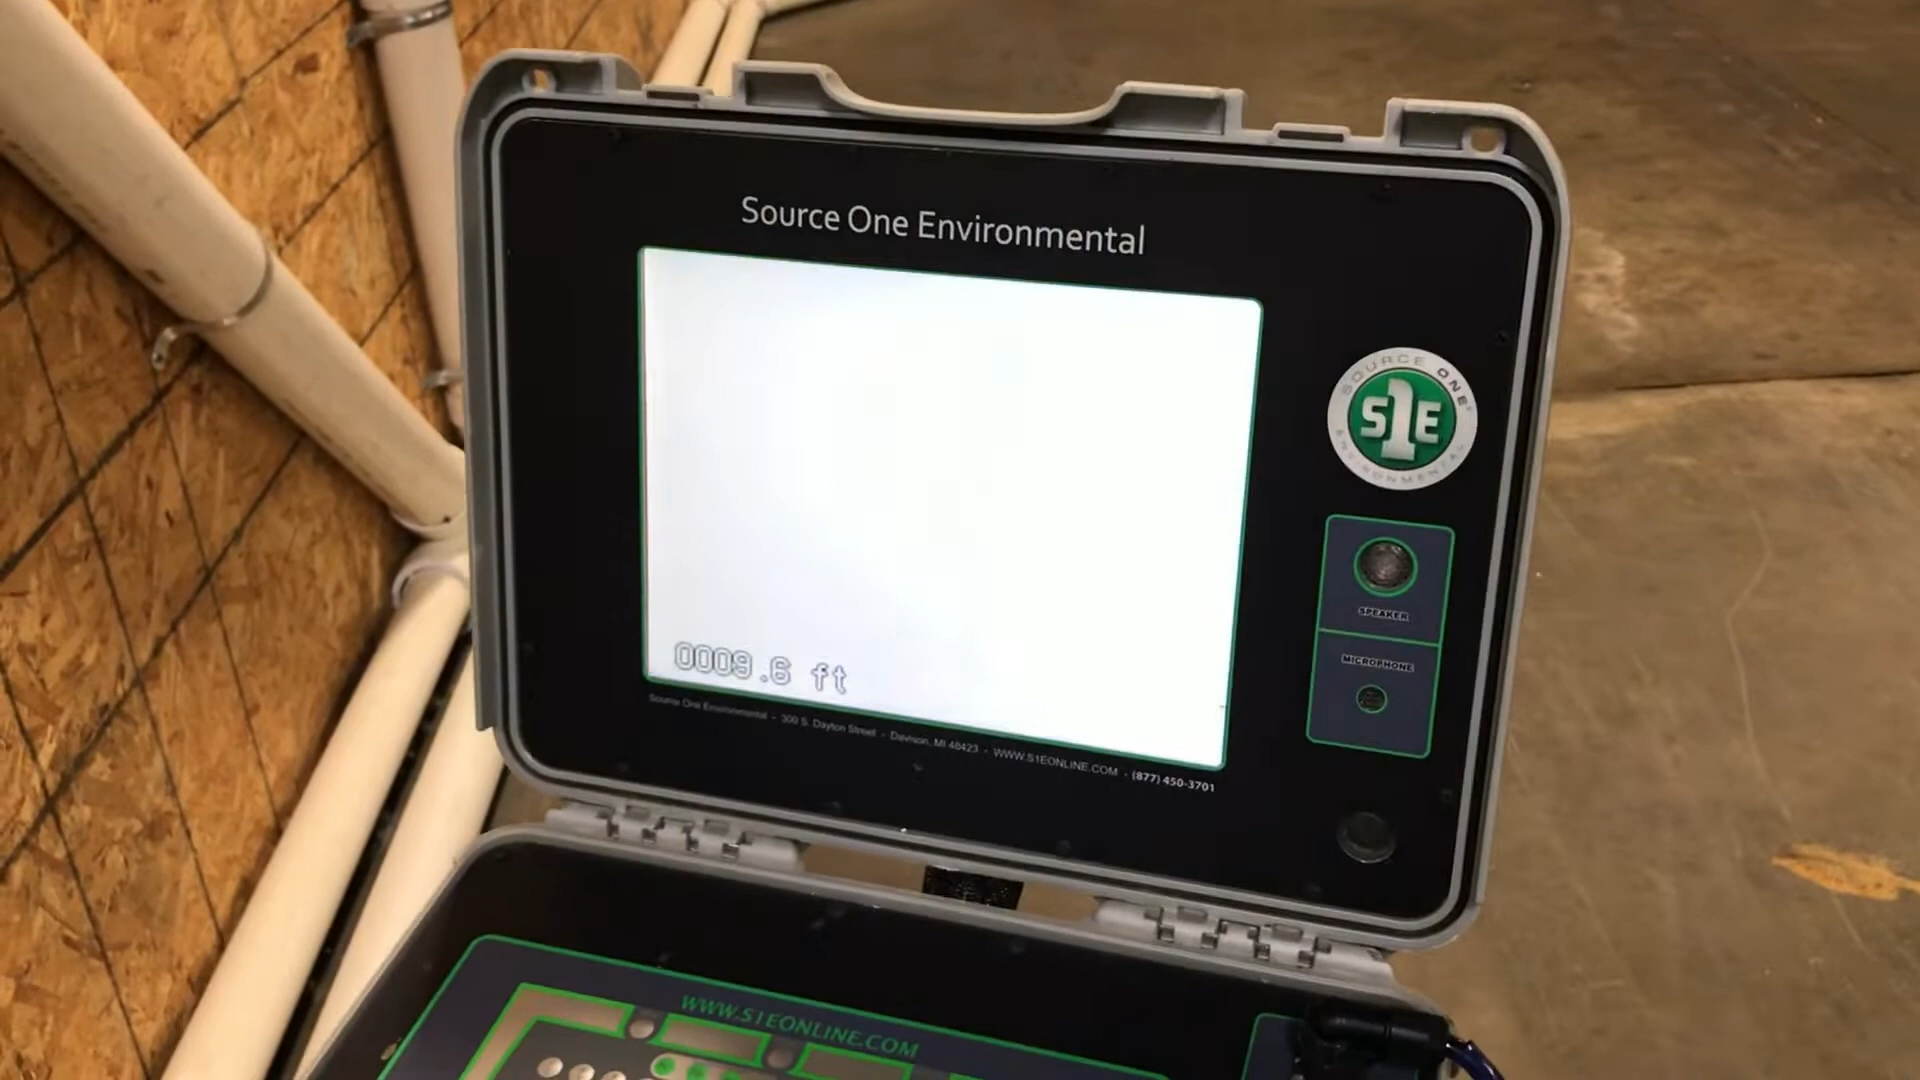 Source One Environmental
SOURCE ONE
S1E
ENVIRONMENTAL
SPEAKER
MICROPHONE
0009.6 ft
Source One Environmental - 300 S. Dayton Street - Davison, MI 48423 - WWW.S1EONLINE.COM - (877) 450-3701
WWW.S1EONLINE.COM